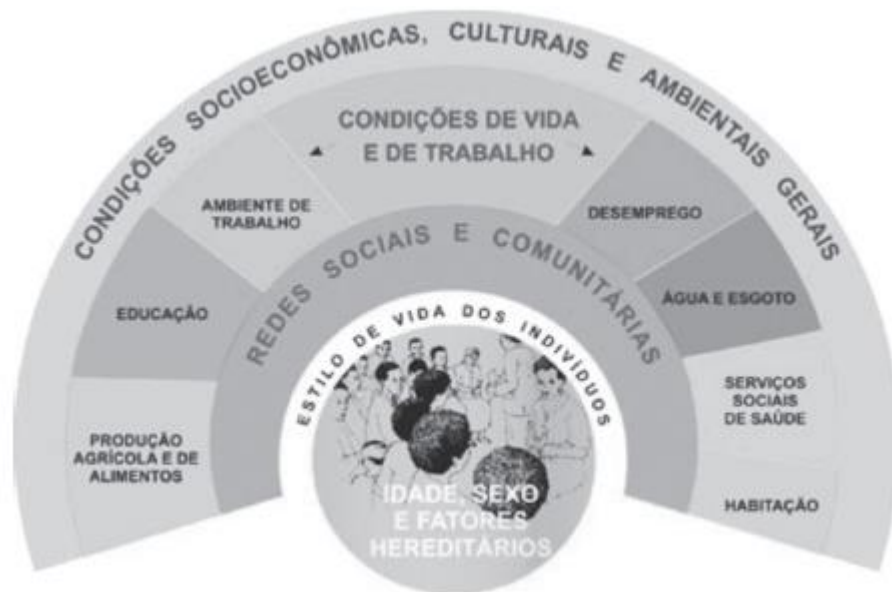 CONDIÇÕES SOCIOECONÔMICAS, CULTURAIS E AMBIENTAIS GERAIS
CONDIÇÕES DE VIDA
E DE TRABALHO
AMBIENTE DE
TRABALHO
DESEMPREGO
EDUCAÇÃO
ÁGUA E ESGOTO
PRODUÇÃO
AGRÍCOLA E DE
ALIMENTOS
SERVIÇOS
SOCIAIS
DE SAÚDE
HABITAÇÃO
REDES SOCIAIS E COMUNITÁRIAS
ESTILO DE VIDA DOS INDIVÍDUOS
IDADE, SEXO
E FATORES
HEREDITÁRIOS